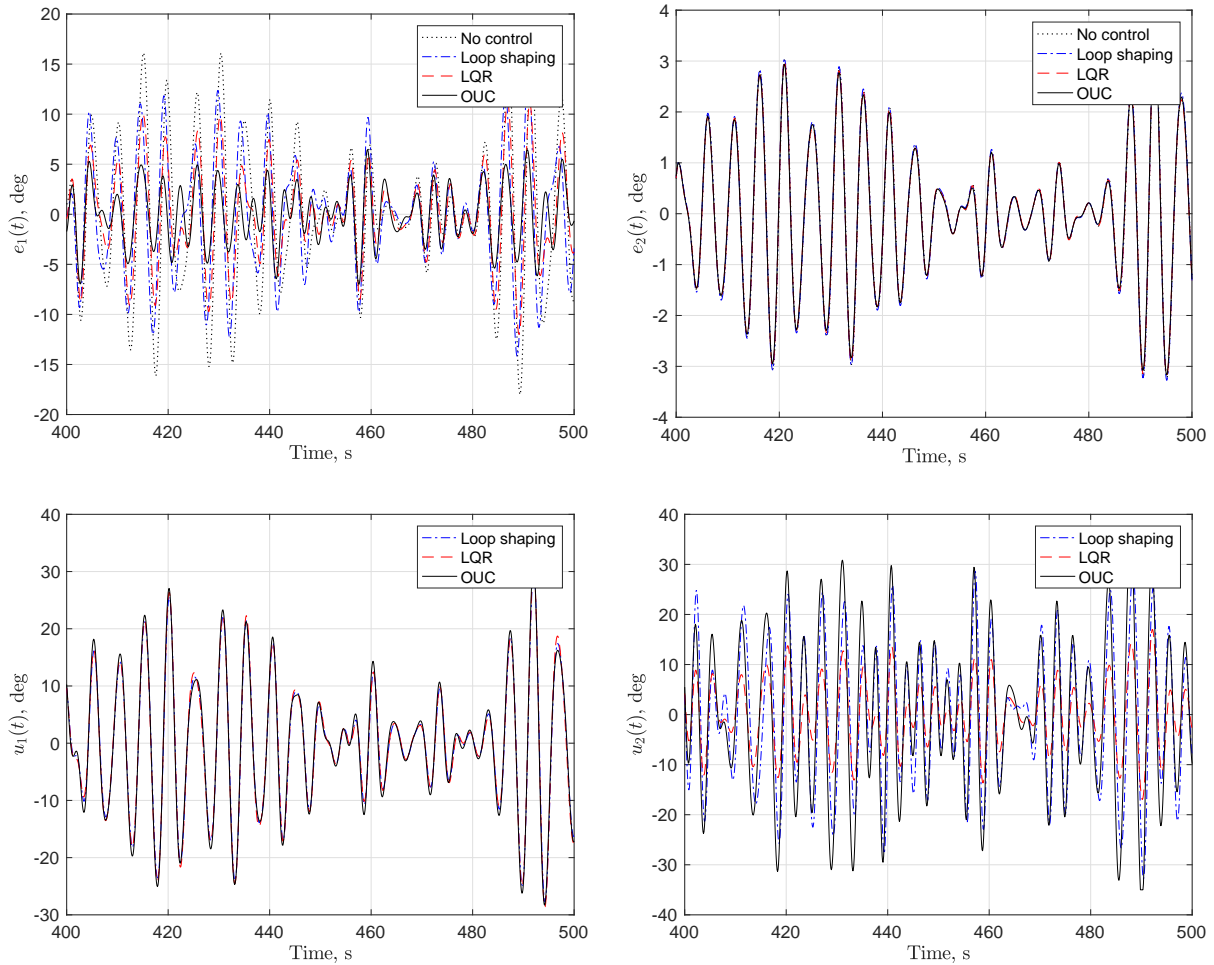 20
15
10
5
0
-5
-10
-15
-20
400 420 440 460 480 500
Time, s
e1(t), deg
No control
Loop shaping
LQR
OUC
4
3
2
1
0
-1
-2
-3
-4
400 420 440 460 480 500
Time, s
e2(t), deg
No control
Loop shaping
LQR
OUC
40
30
20
10
0
-10
-20
-30
400 420 440 460 480 500
Time, s
u1(t), deg
Loop shaping
LQR
OUC
40
30
20
10
0
-10
-20
-30
-40
400 420 440 460 480 500
Time, s
u2(t), deg
Loop shaping
LQR
OUC